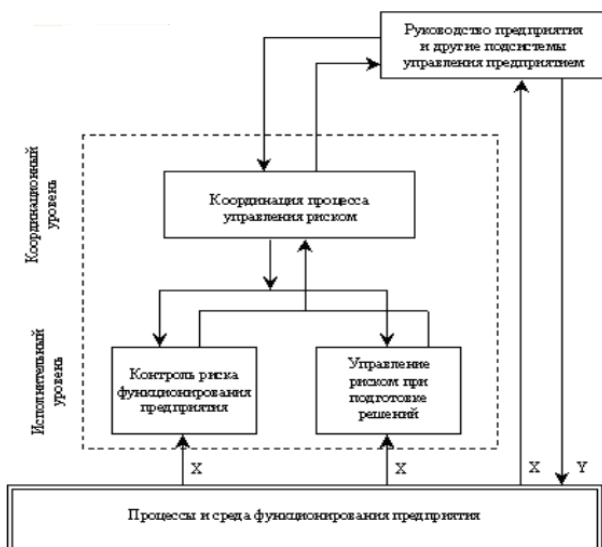 Руководство предприятия
и другие подсистемы
управления предприятием
Координационный
уровень
Координация процесса
управления риском
Исполнительный
уровень
Контроль риска
функционирования
предприятия
Управление
риском при
подготовке
решений
X
X
X
Y
Процессы и среда функционирования предприятия